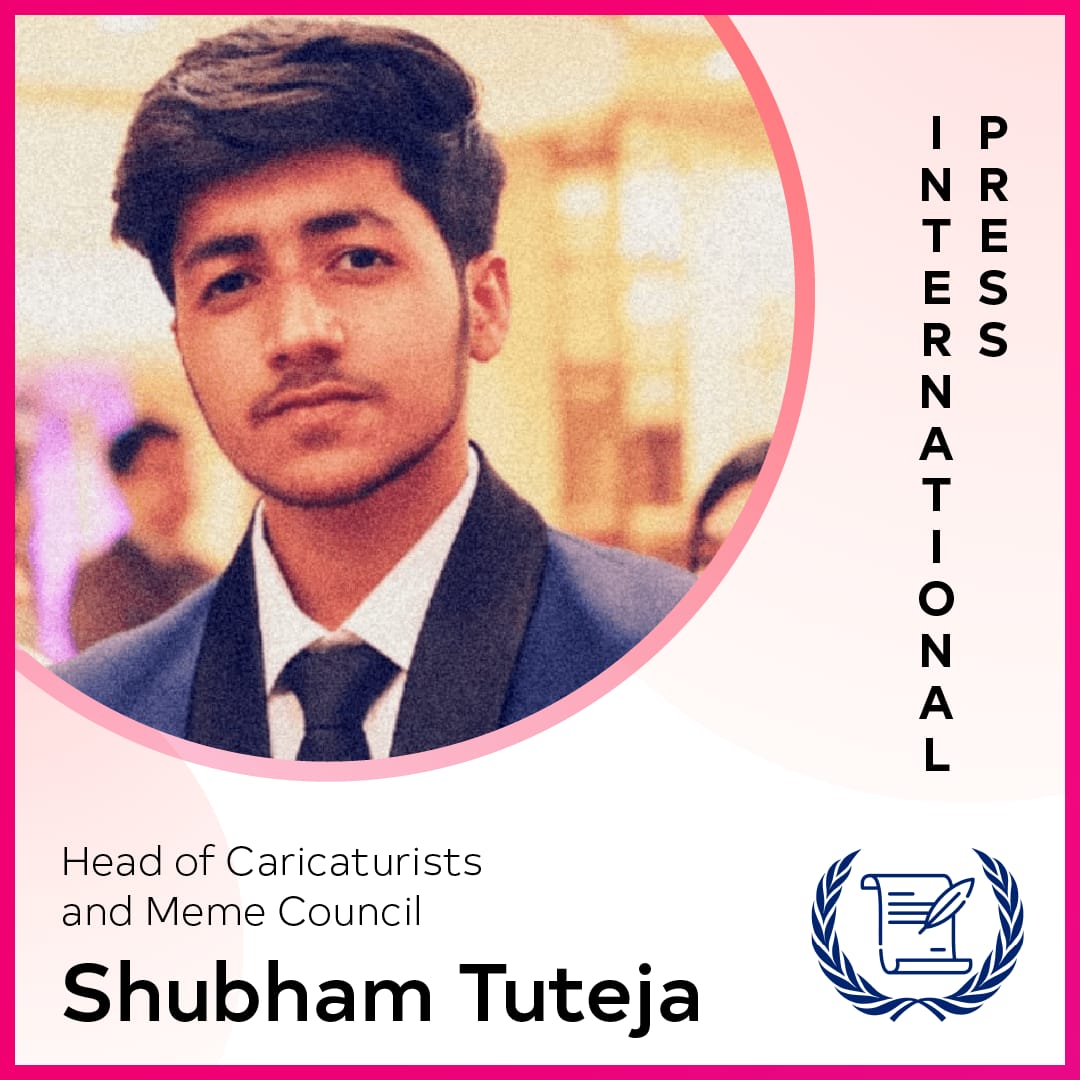 INTERNATIONAL
PRESS
Head of Caricaturists
and Meme Council
Shubham Tuteja